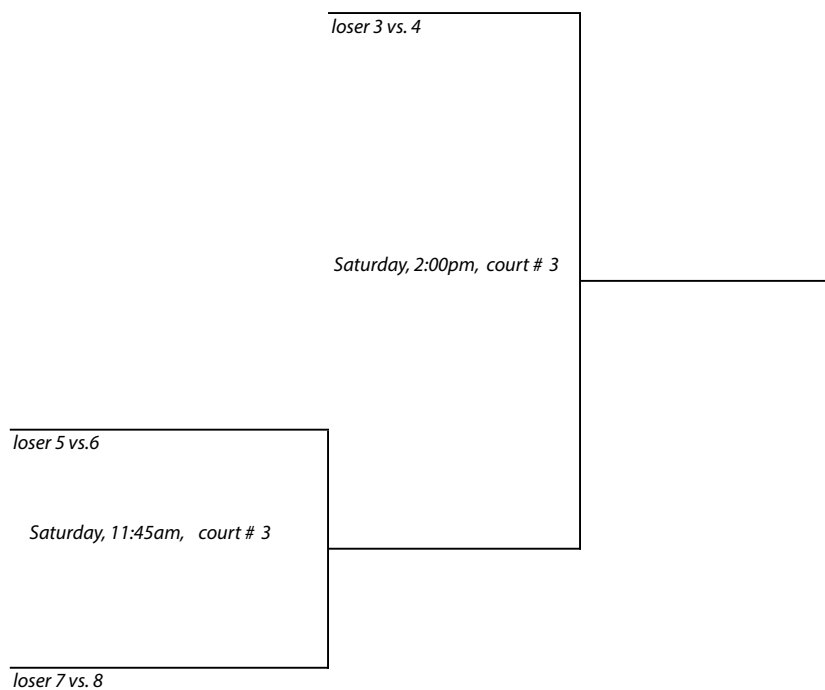 loser 3 vs. 4
Saturday, 2:00pm, court # 3
loser 5 vs.6
Saturday, 11:45am, court # 3
loser 7 vs. 8